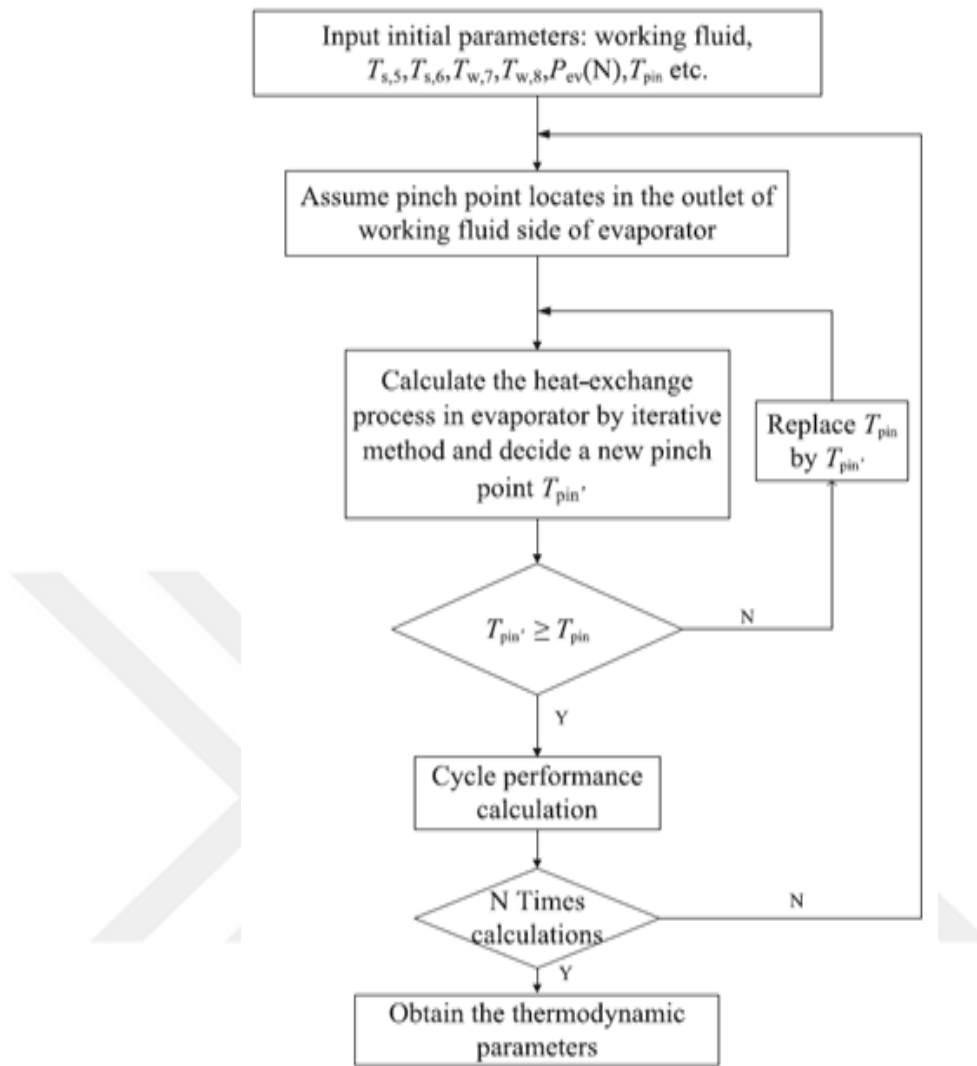 Input initial parameters: working fluid,
Ts,5,Ts,6,Tw,7,Tw,8,Pev(N),Tpin etc.
Assume pinch point locates in the outlet of
working fluid side of evaporator
Calculate the heat-exchange
process in evaporator by iterative
method and decide a new pinch
point Tpin′
Replace Tpin
by Tpin′
Tpin′ ≥ Tpin
N
Y
Cycle performance
calculation
N Times
calculations
N
Y
Obtain the thermodynamic
parameters